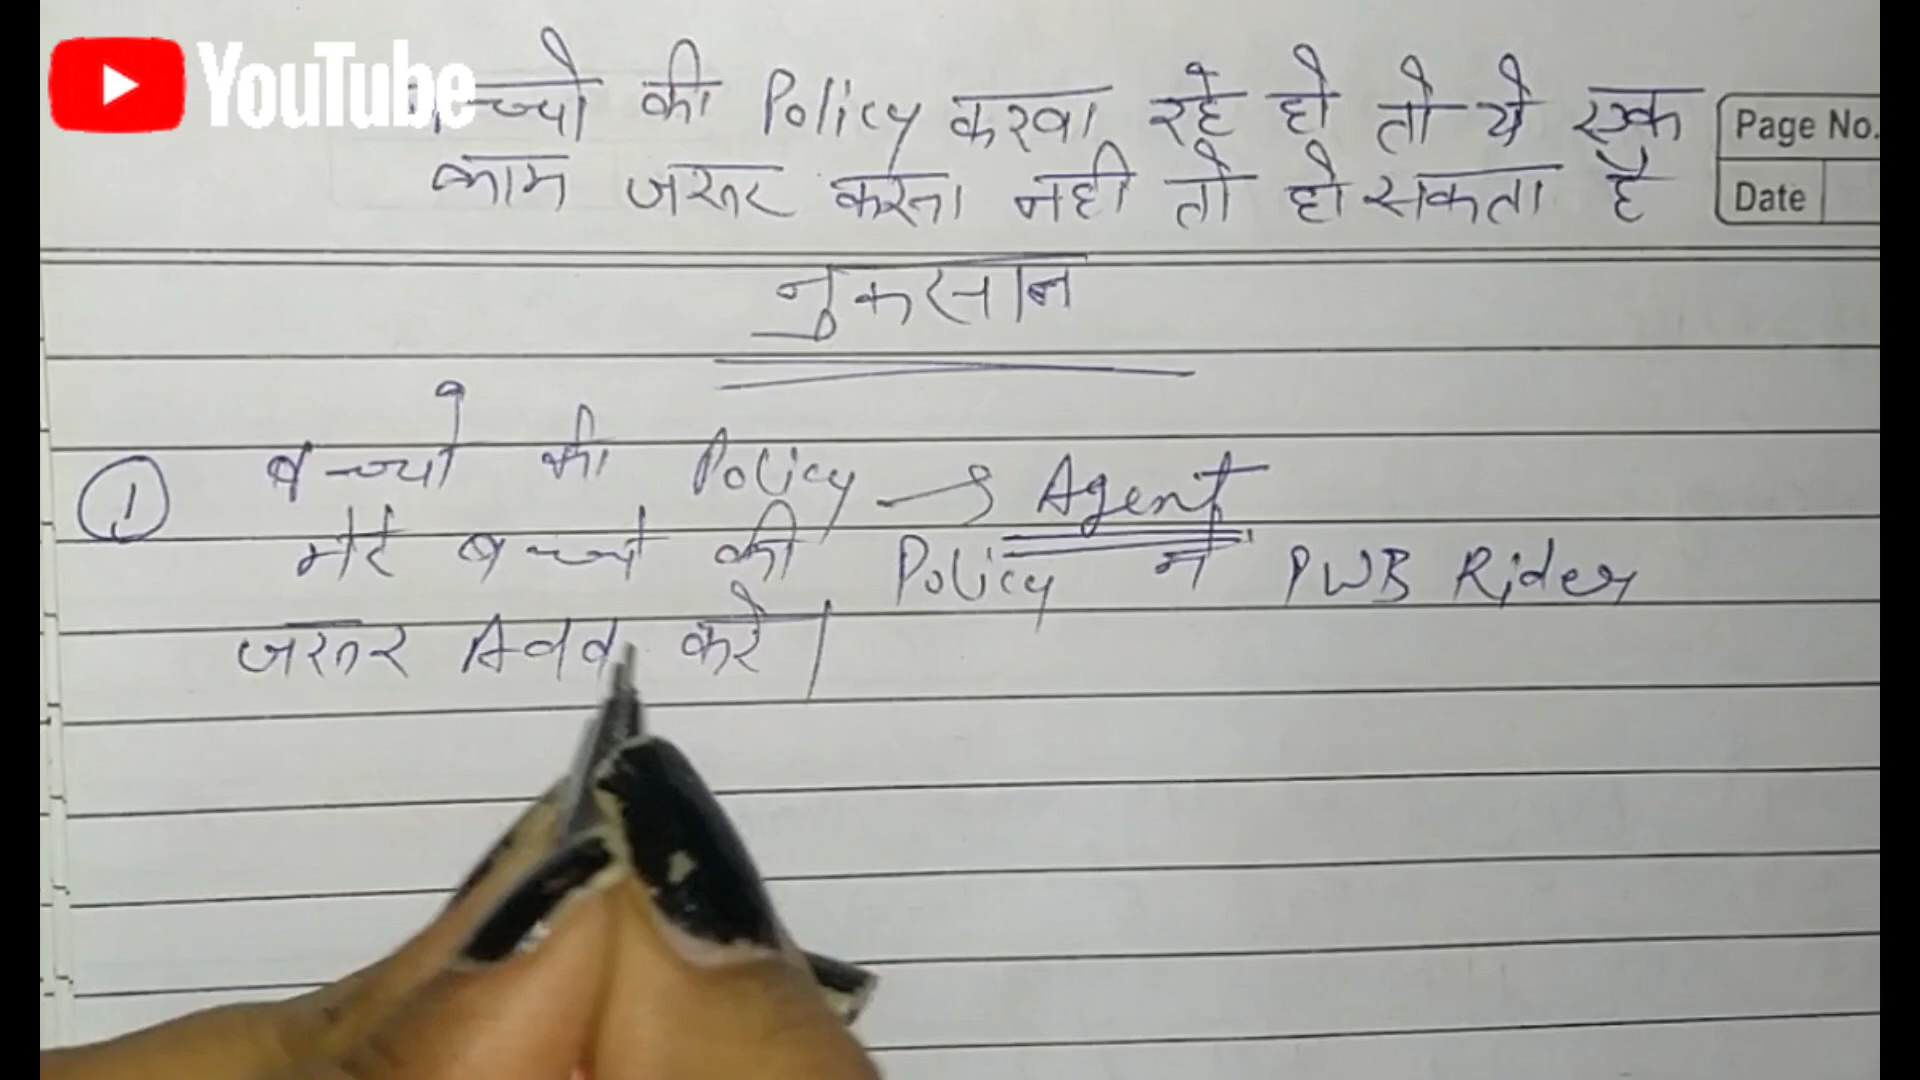 YouTube
बच्चो की Policy करवा रहे हो तो ये एक
Page No.
काम जरूर करना नही तो हो सकता है
Date
नुकसान
1 बच्चो की Policy → Agent
मेरे बच्चो की Policy मे PWB Rider
जरूर Add करे।